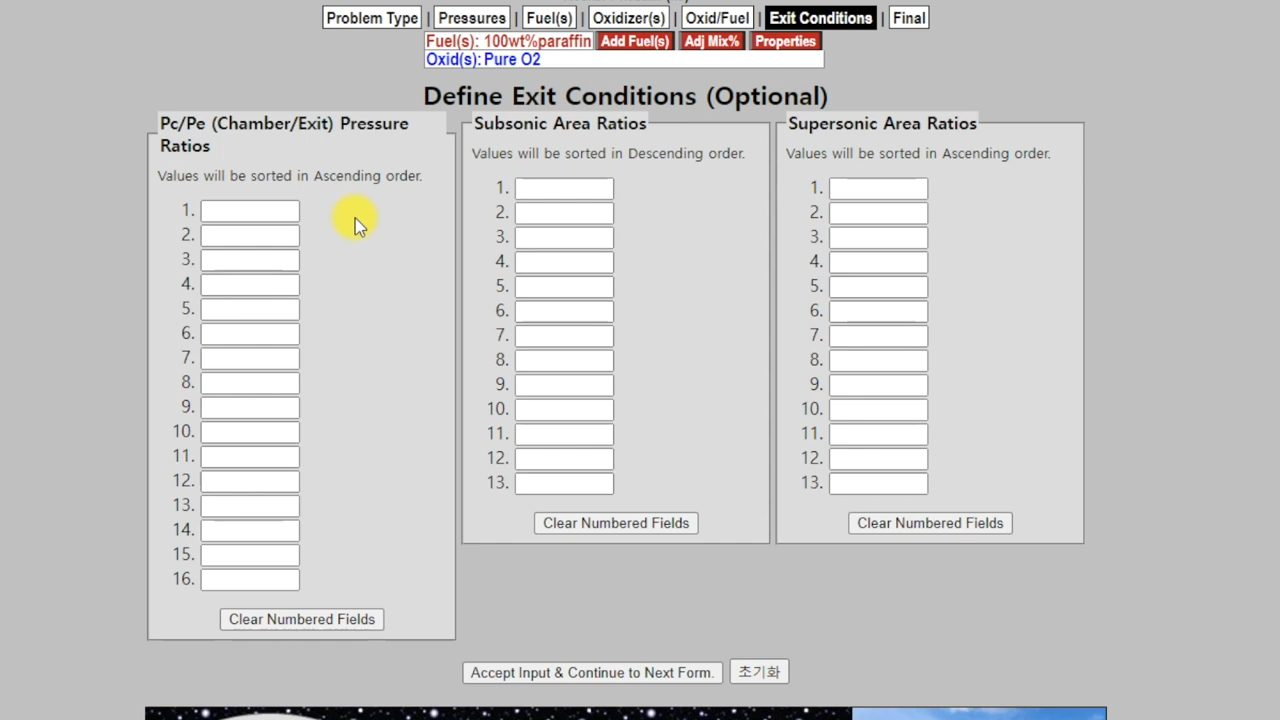 Problem Type | Pressures | Fuel(s) | Oxidizer(s) | Oxid/Fuel | Exit Conditions | Final
Fuel(s): 100wt%paraffin Add Fuel(s) Adj Mix% Properties
Oxid(s): Pure O2
Define Exit Conditions (Optional)
Pc/Pe (Chamber/Exit) Pressure
Ratios
Values will be sorted in Ascending order.
1.
2.
3.
4.
5.
6.
7.
8.
9.
10.
11.
12.
13.
14.
15.
16.
Clear Numbered Fields
Subsonic Area Ratios
Values will be sorted in Descending order.
1.
2.
3.
4.
5.
6.
7.
8.
9.
10.
11.
12.
13.
Clear Numbered Fields
Supersonic Area Ratios
Values will be sorted in Ascending order.
1.
2.
3.
4.
5.
6.
7.
8.
9.
10.
11.
12.
13.
Clear Numbered Fields
Accept Input & Continue to Next Form. 초기화